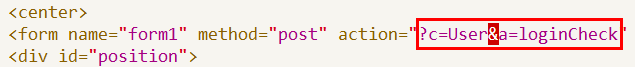 <center>
<form name="form1" method="post" action="?c=User&a=loginCheck"
<div id="position">